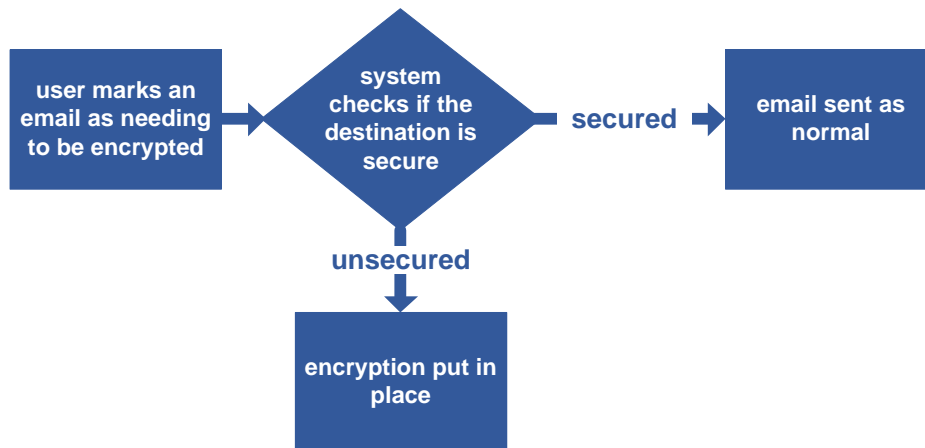 user marks an
email as needing
to be encrypted
system
checks if the
destination is
secure
secured
email sent as
normal
unsecured
encryption put in
place